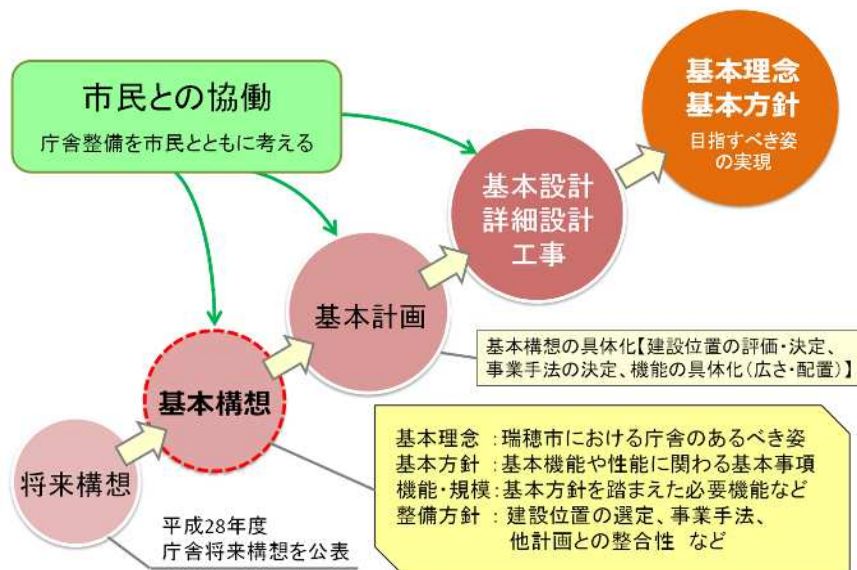 市民との協働
庁舎整備を市民とともに考える
基本理念
基本方針
目指すべき姿
の実現
基本設計
詳細設計
工事
基本計画
基本構想の具体化【建設位置の評価・決定、
事業手法の決定、機能の具体化(広さ・配置)】
基本構想
基本理念 :瑞穂市における庁舎のあるべき姿
基本方針 :基本機能や性能に関わる基本事項
機能・規模:基本方針を踏まえた必要機能など
整備方針 :建設位置の選定、事業手法、
他計画との整合性 など
将来構想
平成28年度
庁舎将来構想を公表